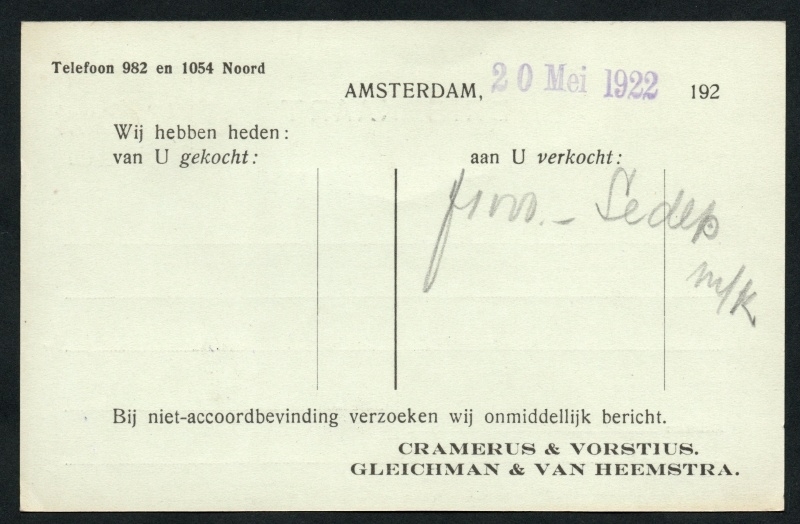 Telefoon 982 en 1054 Noord
AMSTERDAM, 20 Mei 1922 192
Wij hebben heden:
van U gekocht: aan U verkocht:
Bij niet-accoordbevinding verzoeken wij onmiddellijk bericht.
CRAMERUS & VORSTIUS.
GLEICHMAN & VAN HEEMSTRA.